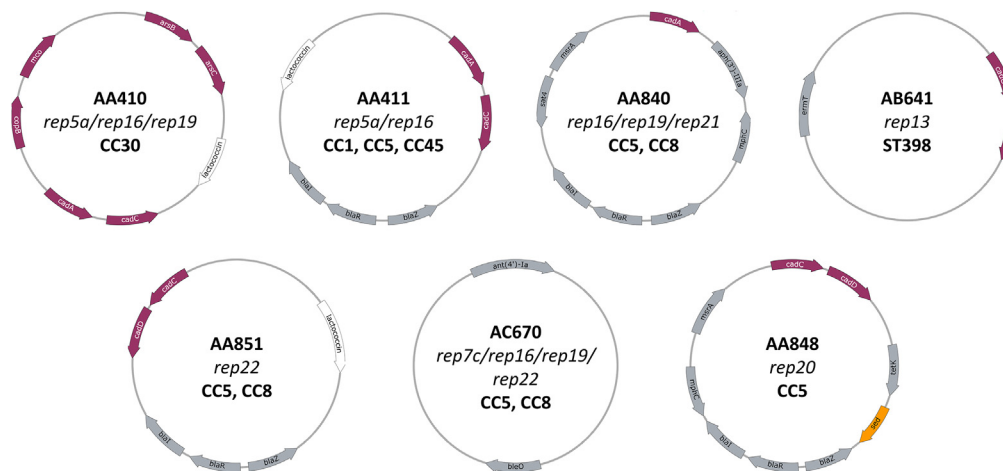 arsB
arsC
mco
copB
lactococcin
cadA
cadC
AA410
rep5a/rep16/rep19
CC30
lactococcin
cadA
cadC
blaI
blaR
blaZ
AA411
rep5a/rep16
CC1, CC5, CC45
cadA
aph(3')-IIIa
msrA
sat4
mphC
blaI
blaR
blaZ
AA840
rep16/rep19/rep21
CC5, CC8
ermT
AB641
rep13
ST398
cadC
cadD
lactococcin
blaI
blaR
blaZ
AA851
rep22
CC5, CC8
ant(4')-Ia
bleO
AC670
rep7c/rep16/rep19/
rep22
CC5, CC8
cadC
cadD
msrA
tetK
mphC
sed
blaI
blaR
blaZ
AA848
rep20
CC5